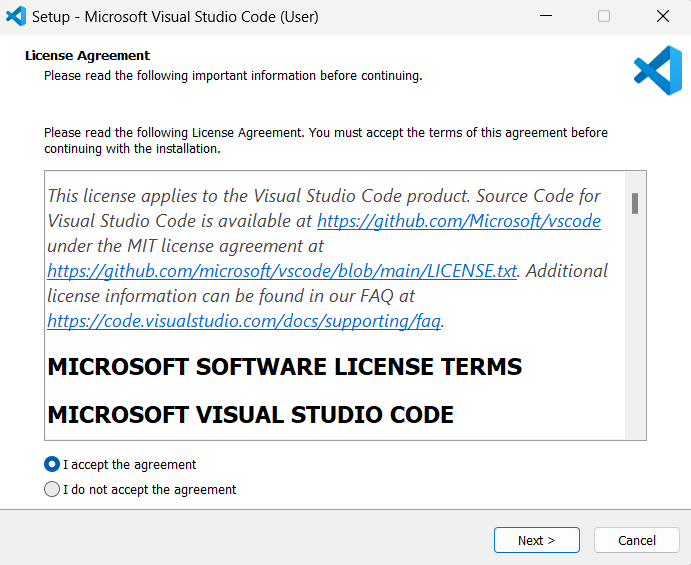 Setup - Microsoft Visual Studio Code (User)
License Agreement
Please read the following important information before continuing.
Please read the following License Agreement. You must accept the terms of this agreement before
continuing with the installation.
This license applies to the Visual Studio Code product. Source Code for
Visual Studio Code is available at https://github.com/Microsoft/vscode
under the MIT license agreement at
https://github.com/microsoft/vscode/blob/main/LICENSE.txt. Additional
license information can be found in our FAQ at
https://code.visualstudio.com/docs/supporting/faq.
MICROSOFT SOFTWARE LICENSE TERMS
MICROSOFT VISUAL STUDIO CODE
I accept the agreement
I do not accept the agreement
Next >
Cancel